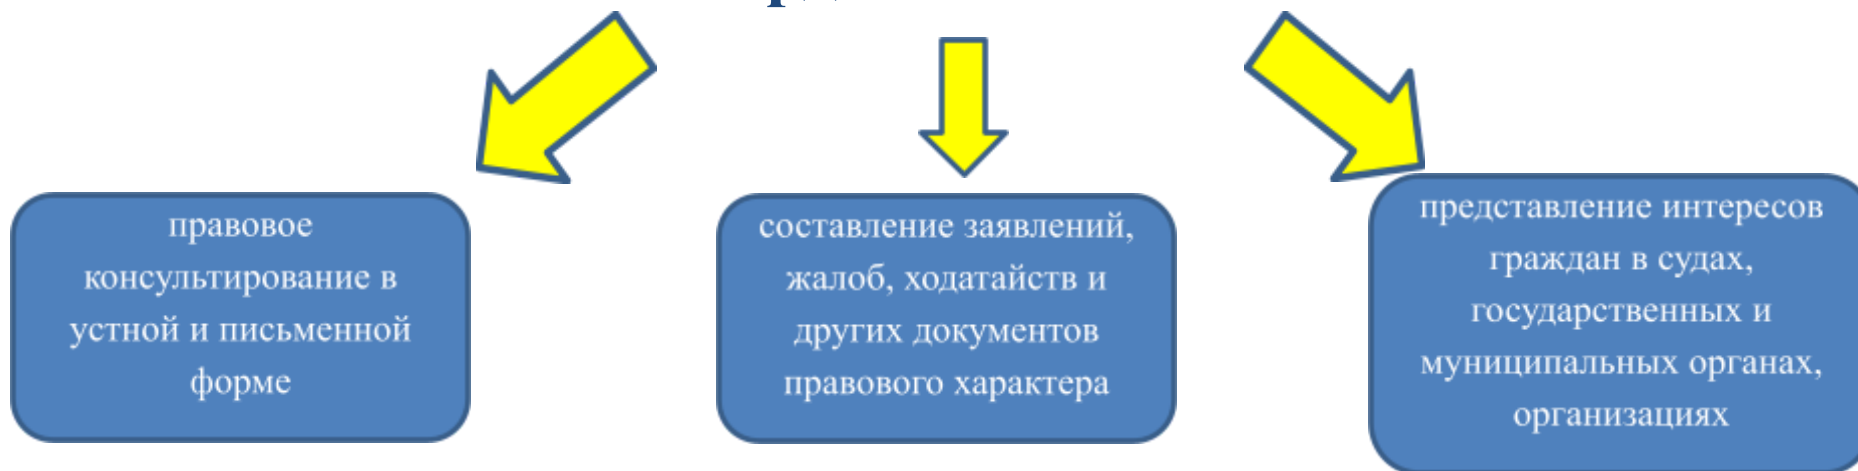 правовое
консультирование в
устной и письменной
форме
составление заявлений,
жалоб, ходатайств и
других документов
правового характера
представление интересов
граждан в судах,
государственных и
муниципальных органах,
организациях